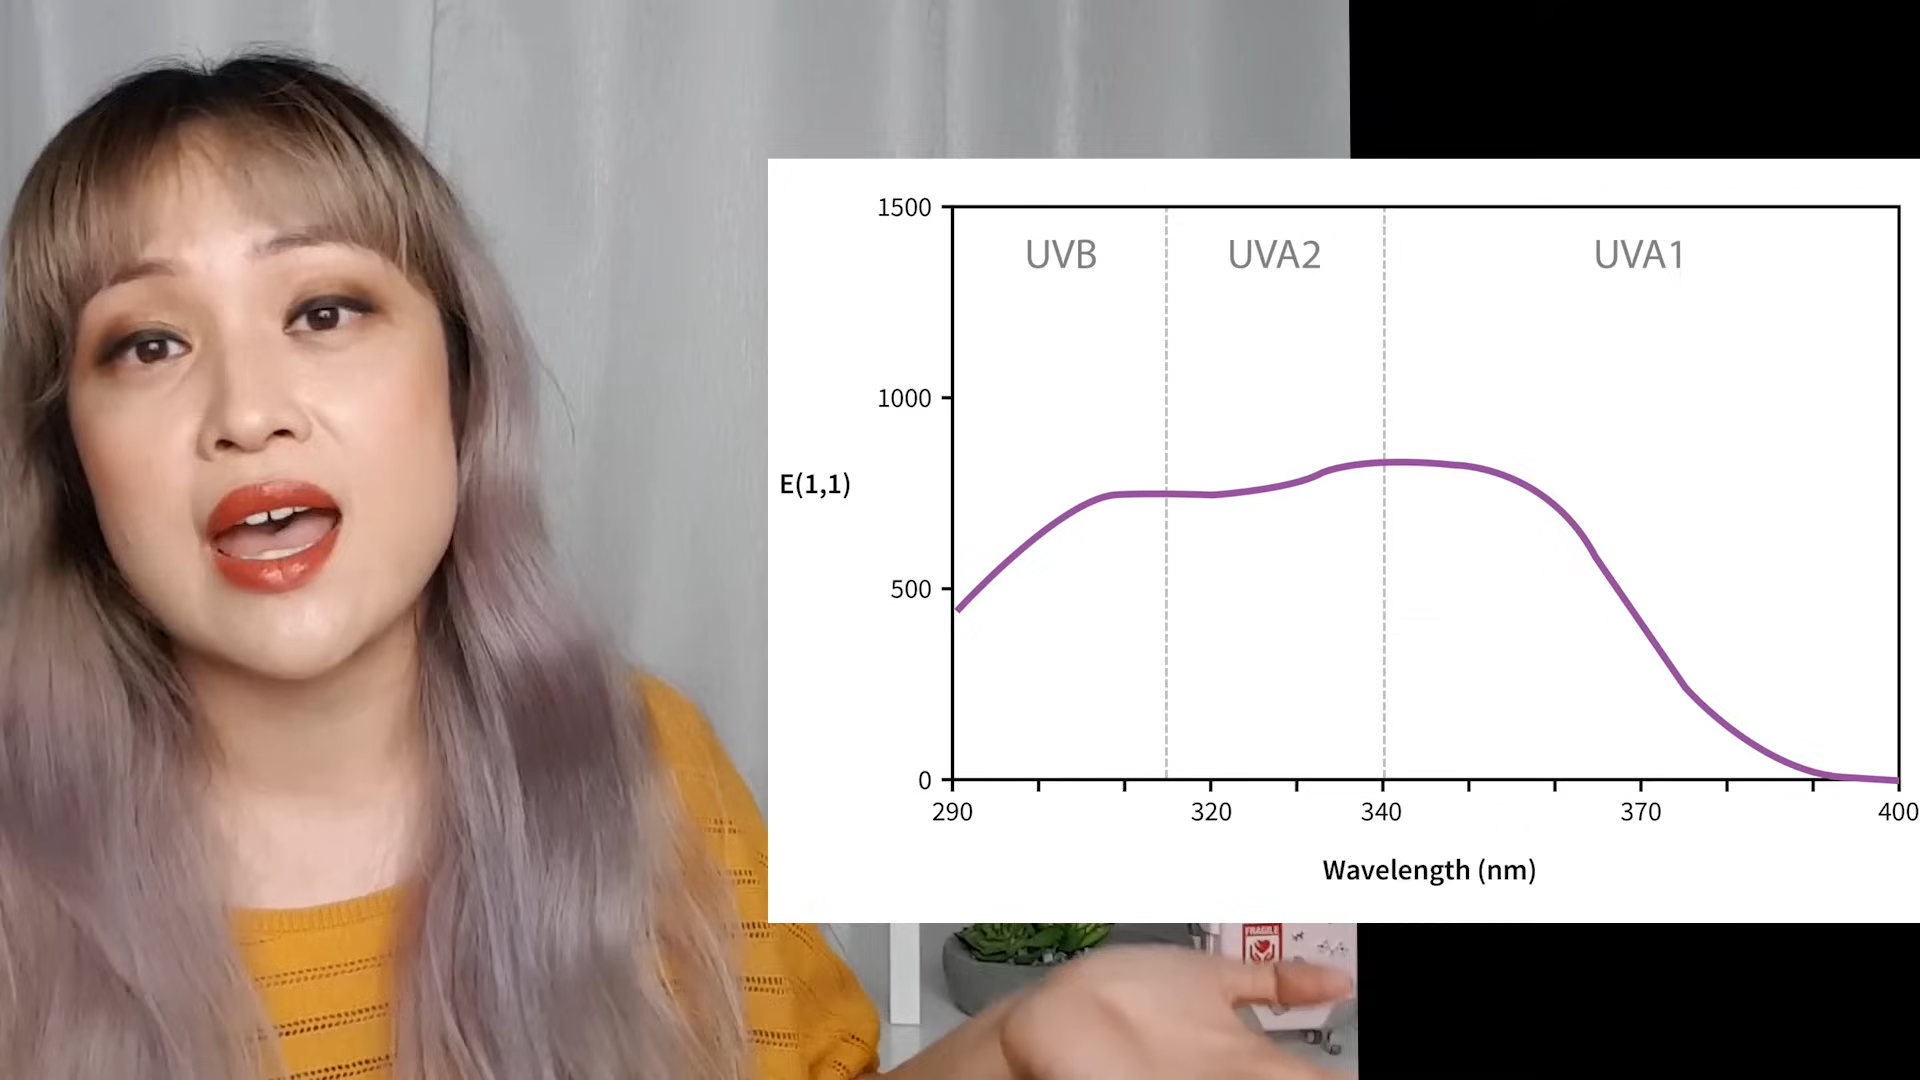 1500
UVB UVA2 UVA1
1000
E(1,1)
500
0
290 320 340 370 400
Wavelength (nm)
FRAGILE